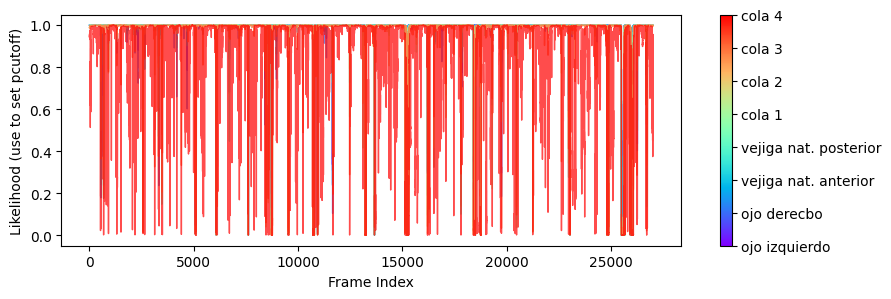 Likelihood (use to set pcutoff)
1.0
0.8
0.6
0.4
0.2
0.0
0
5000
10000
15000
20000
25000
Frame Index
cola 4
cola 3
cola 2
cola 1
vejiga nat. posterior
vejiga nat. anterior
ojo derecbo
ojo izquierdo